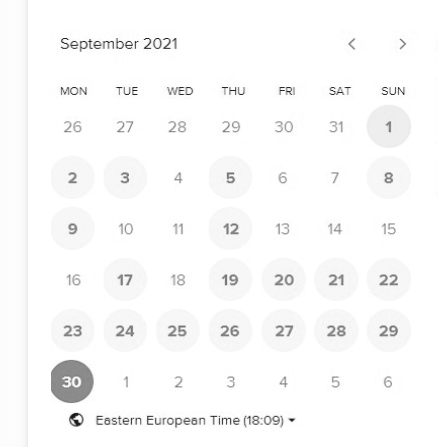 September 2021 < >
MON TUE WED THU FRI SAT SUN
26 27 28 29 30 31 1
2 3 4 5 6 7 8
9 10 11 12 13 14 15
16 17 18 19 20 21 22
23 24 25 26 27 28 29
30 1 2 3 4 5 6
Eastern European Time (18:09)